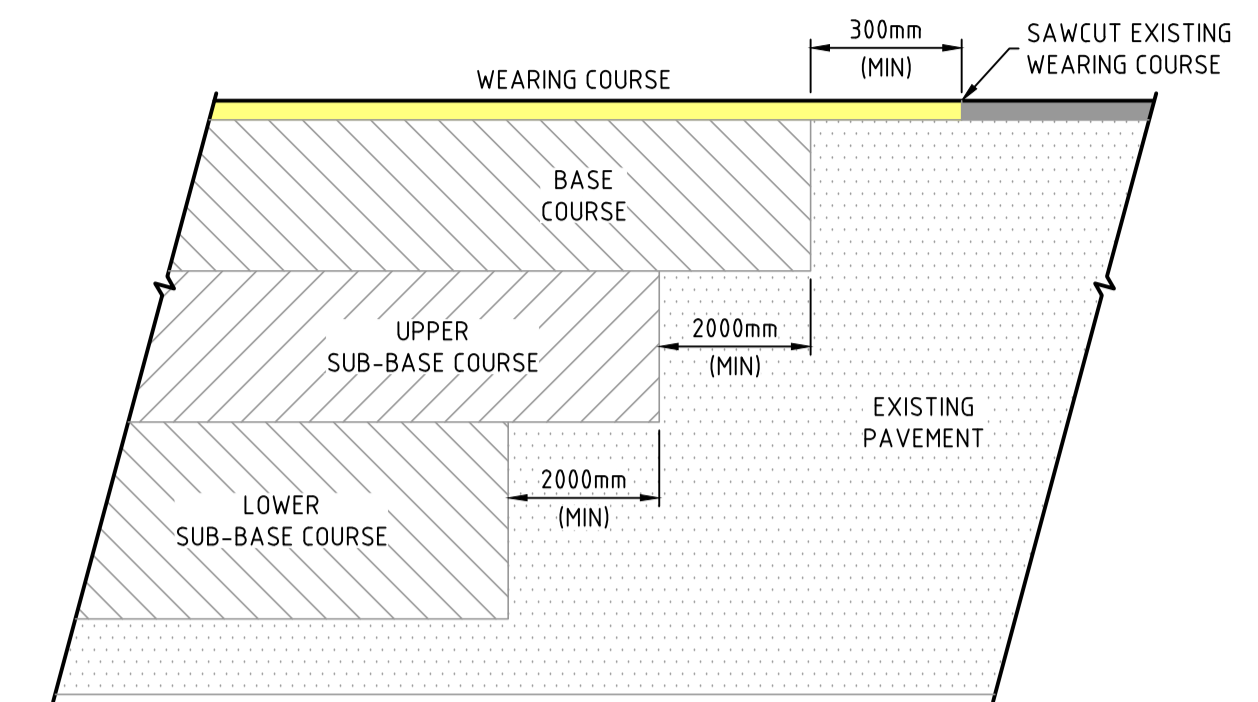 300mm
(MIN)
SAWCUT EXISTING
WEARING COURSE
WEARING COURSE
BASE
COURSE
UPPER
SUB-BASE COURSE
2000mm
(MIN)
EXISTING
PAVEMENT
2000mm
(MIN)
LOWER
SUB-BASE COURSE